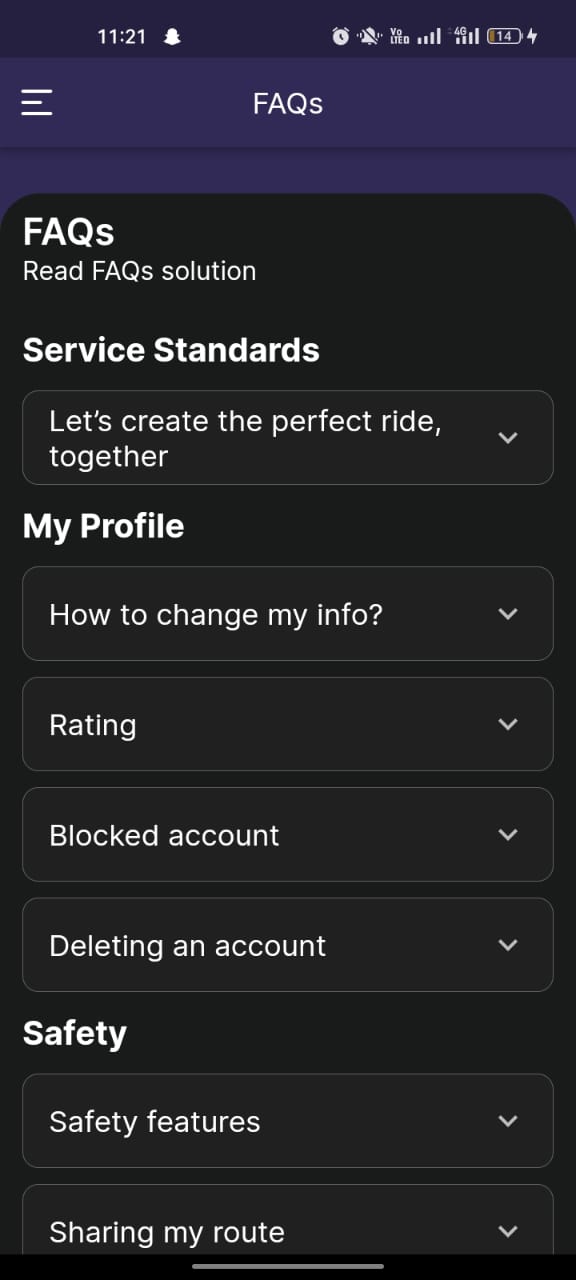 11:21
Vo
LTED
4G
14
FAQs
FAQs
Read FAQs solution
Service Standards
Let’s create the perfect ride,
together
My Profile
How to change my info?
Rating
Blocked account
Deleting an account
Safety
Safety features
Sharing my route